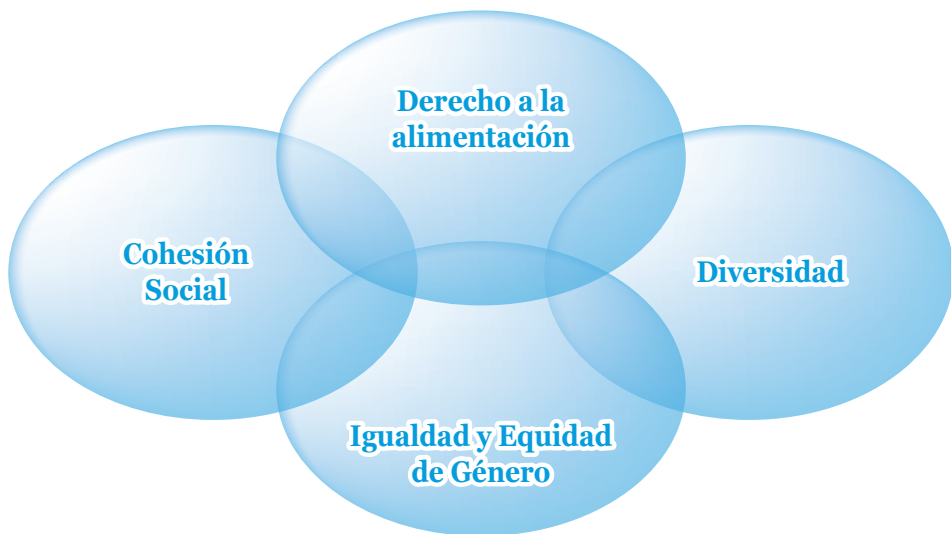 Derecho a la
alimentación
Cohesión
Social
Diversidad
Igualdad y Equidad
de Género